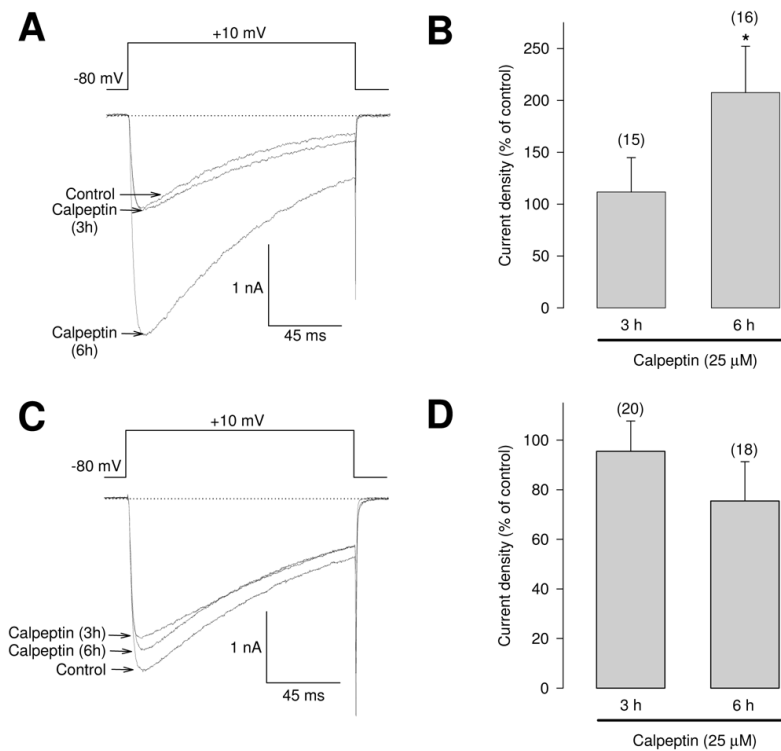 A
+10 mV
-80 mV
Control
Calpeptin
(3h)
1 nA
45 ms
Calpeptin
(6h)
B
Current density (% of control)
250
200
150
100
50
0
(15)
(16)
*
3 h
6 h
Calpeptin (25 μM)
C
+10 mV
-80 mV
Calpeptin (3h)
Calpeptin (6h)
Control
1 nA
45 ms
D
Current density (% of control)
100
80
60
40
20
0
(20)
(18)
3 h
6 h
Calpeptin (25 μM)